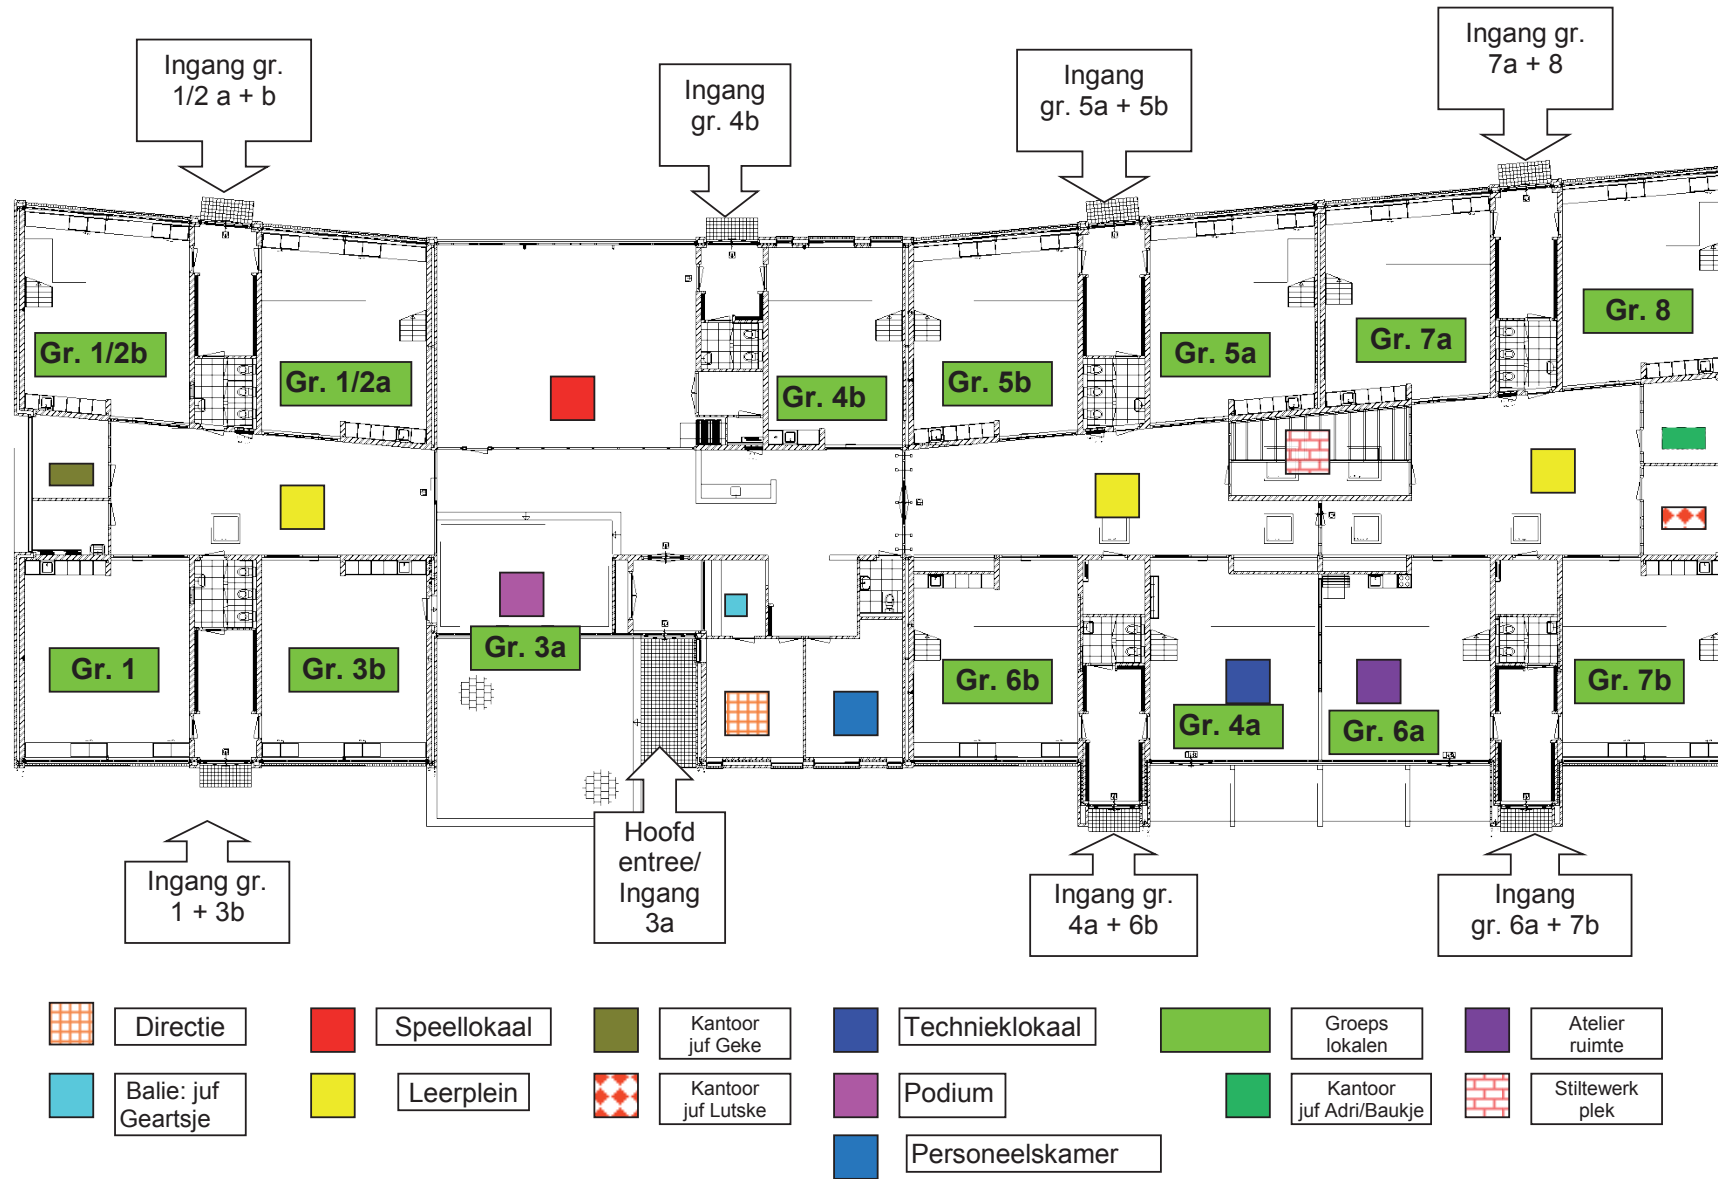 Ingang gr.
1/2 a + b
Ingang
gr. 4b
Ingang
gr. 5a + 5b
Ingang gr.
7a + 8
Gr. 1/2b
Gr. 1/2a
Gr. 4b
Gr. 5b
Gr. 5a
Gr. 7a
Gr. 8
Gr. 1
Gr. 3b
Gr. 3a
Gr. 6b
Gr. 4a
Gr. 6a
Gr. 7b
Ingang gr.
1 + 3b
Hoofd
entree/
Ingang
3a
Ingang gr.
4a + 6b
Ingang
gr. 6a + 7b
Directie
Speellokaal
Kantoor
juf Geke
Technieklokaal
Groeps
lokalen
Atelier
ruimte
Balie: juf
Geartsje
Leerplein
Kantoor
juf Lutske
Podium
Kantoor
juf Adri/Baukje
Stiltewerk
plek
Personeelskamer